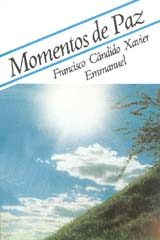 Momentos de Paz
Francisco Cândido Xavier
Emmanuel